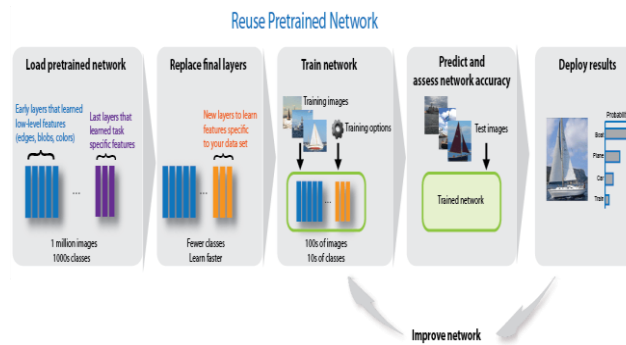 Reuse Pretrained Network
Load pretrained network
Early layers that learned
low-level features
(edges, blobs, colors)
Last layers that
learned task
specific features
...
1 million images
1000s classes
Replace final layers
New layers to learn
features specific
to your data set
...
Fewer classes
Learn faster
Train network
Training images
Training options
...
100s of images
10s of classes
Predict and
assess network accuracy
Test images
Trained network
Deploy results
Probability
Boat
Plane
Car
Train
Improve network